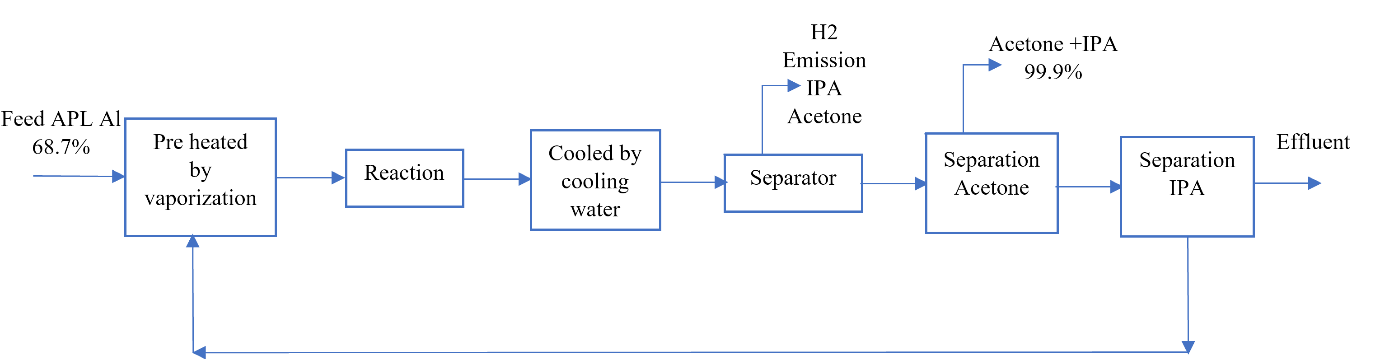 Feed APL Al
68.7%
Pre heated
by
vaporization
Reaction
Cooled by
cooling
water
H2
Emission
IPA
Acetone
Separator
Acetone +IPA
99.9%
Separation
Acetone
Separation
IPA
Effluent